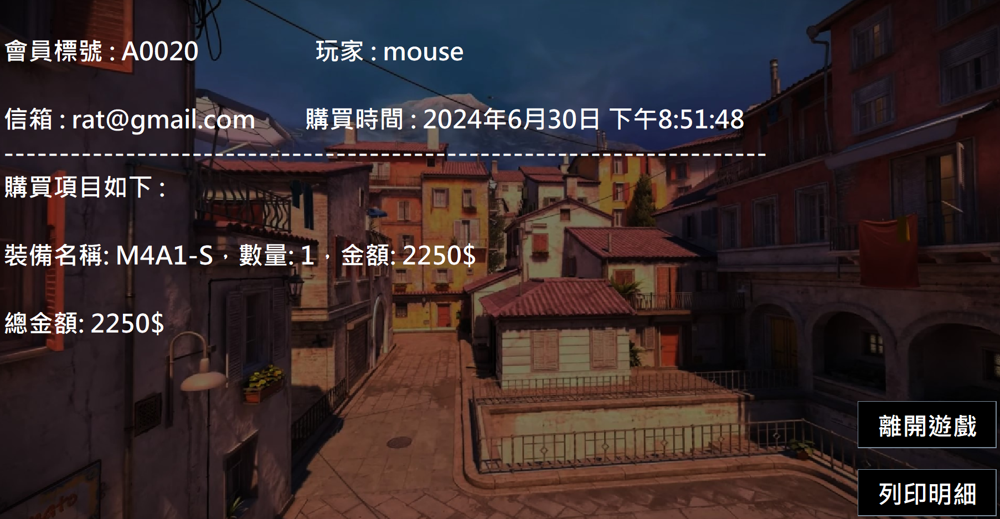 會員標號 : A0020 玩家 : mouse
信箱 : rat@gmail.com 購買時間 : 2024年6月30日 下午8:51:48
---------------------------------------------------------------------
購買項目如下 :
裝備名稱: M4A1-S，數量: 1，金額: 2250$
總金額: 2250$
離開遊戲
列印明細